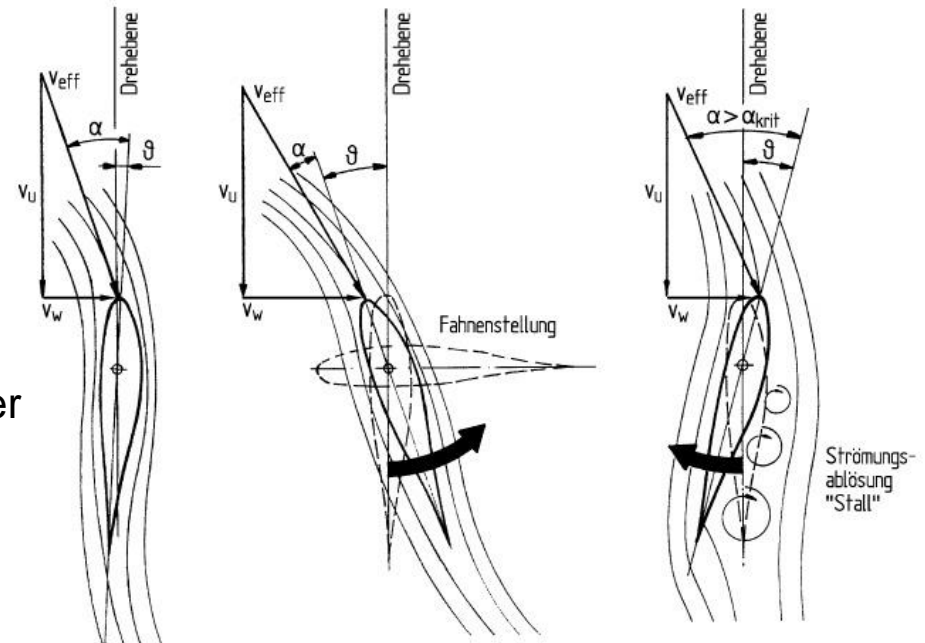 Drehebene
v_eff
α
ϑ
v_u
v_w
Drehebene
v_eff
α
ϑ
v_u
v_w
Fahnenstellung
Drehebene
v_eff
α > α_krit
ϑ
v_u
v_w
Strömungs-
ablösung
"Stall"
er